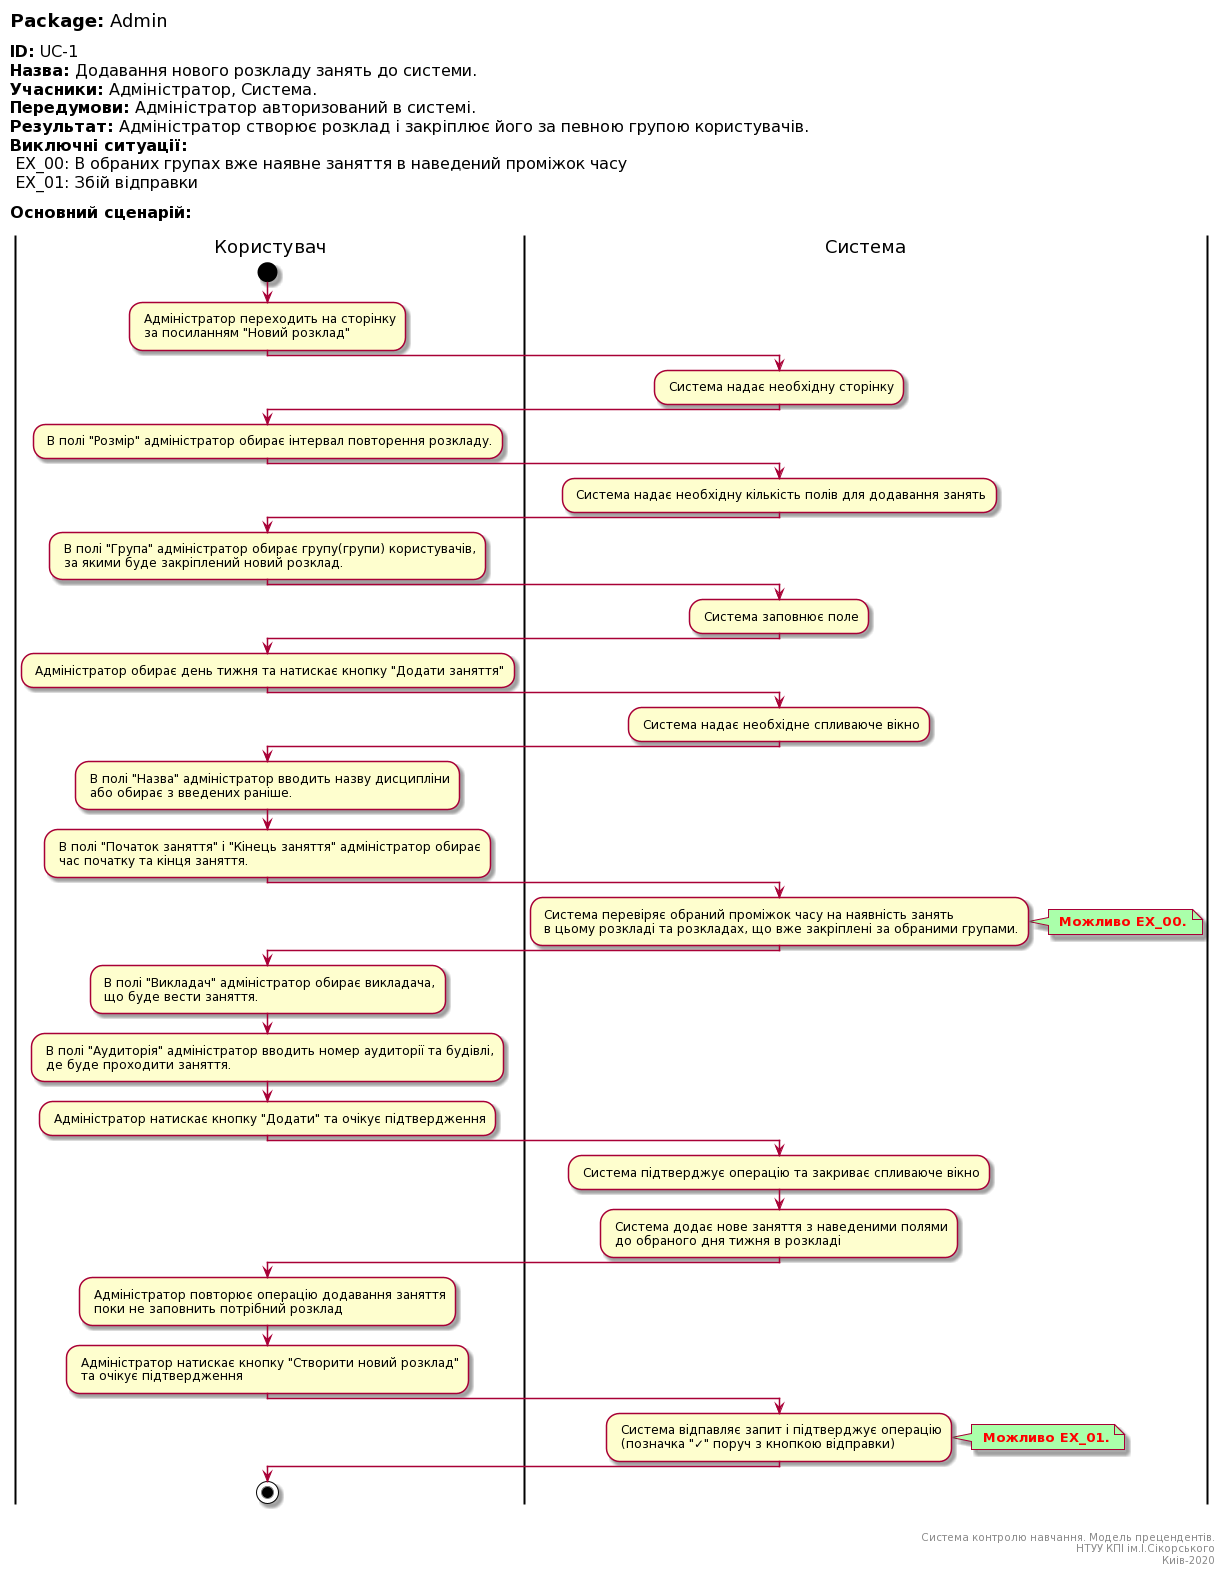 Package: Admin
ID: UC-1
Назва: Додавання нового розкладу занять до системи.
Учасники: Адміністратор, Система.
Передумови: Адміністратор авторизований в системі.
Результат: Адміністратор створює розклад і закріплює його за певною групою користувачів.
Виключні ситуації:
EX_00: В обраних групах вже наявне заняття в наведений проміжок часу
EX_01: Збій відправки
Основний сценарій:
Користувач
Система
Адміністратор переходить на сторінку
за посиланням "Новий розклад"
Система надає необхідну сторінку
В полі "Розмір" адміністратор обирає інтервал повторення розкладу.
Система надає необхідну кількість полів для додавання занять
В полі "Група" адміністратор обирає групу(групи) користувачів,
за якими буде закріплений новий розклад.
Система заповнює поле
Адміністратор обирає день тижня та натискає кнопку "Додати заняття"
Система надає необхідне спливаюче вікно
В полі "Назва" адміністратор вводить назву дисципліни
або обирає з введених раніше.
В полі "Початок заняття" і "Кінець заняття" адміністратор обирає
час початку та кінця заняття.
Система перевіряє обраний проміжок часу на наявність занять
в цьому розкладі та розкладах, що вже закріплені за обраними групами.
Можливо EX_00.
В полі "Викладач" адміністратор обирає викладача,
що буде вести заняття.
В полі "Аудиторія" адміністратор вводить номер аудиторії та будівлі,
де буде проходити заняття.
Адміністратор натискає кнопку "Додати" та очікує підтвердження
Система підтверджує операцію та закриває спливаюче вікно
Система додає нове заняття з наведеними полями
до обраного дня тижня в розкладі
Адміністратор повторює операцію додавання заняття
поки не заповнить потрібний розклад
Адміністратор натискає кнопку "Створити новий розклад"
та очікує підтвердження
Система відпавляє запит і підтверджує операцію
(позначка "✓" поруч з кнопкою відправки)
Можливо EX_01.
Система контролю навчання. Модель прецендентів.
НТУУ КПІ ім.І.Сікорського
Киів-2020